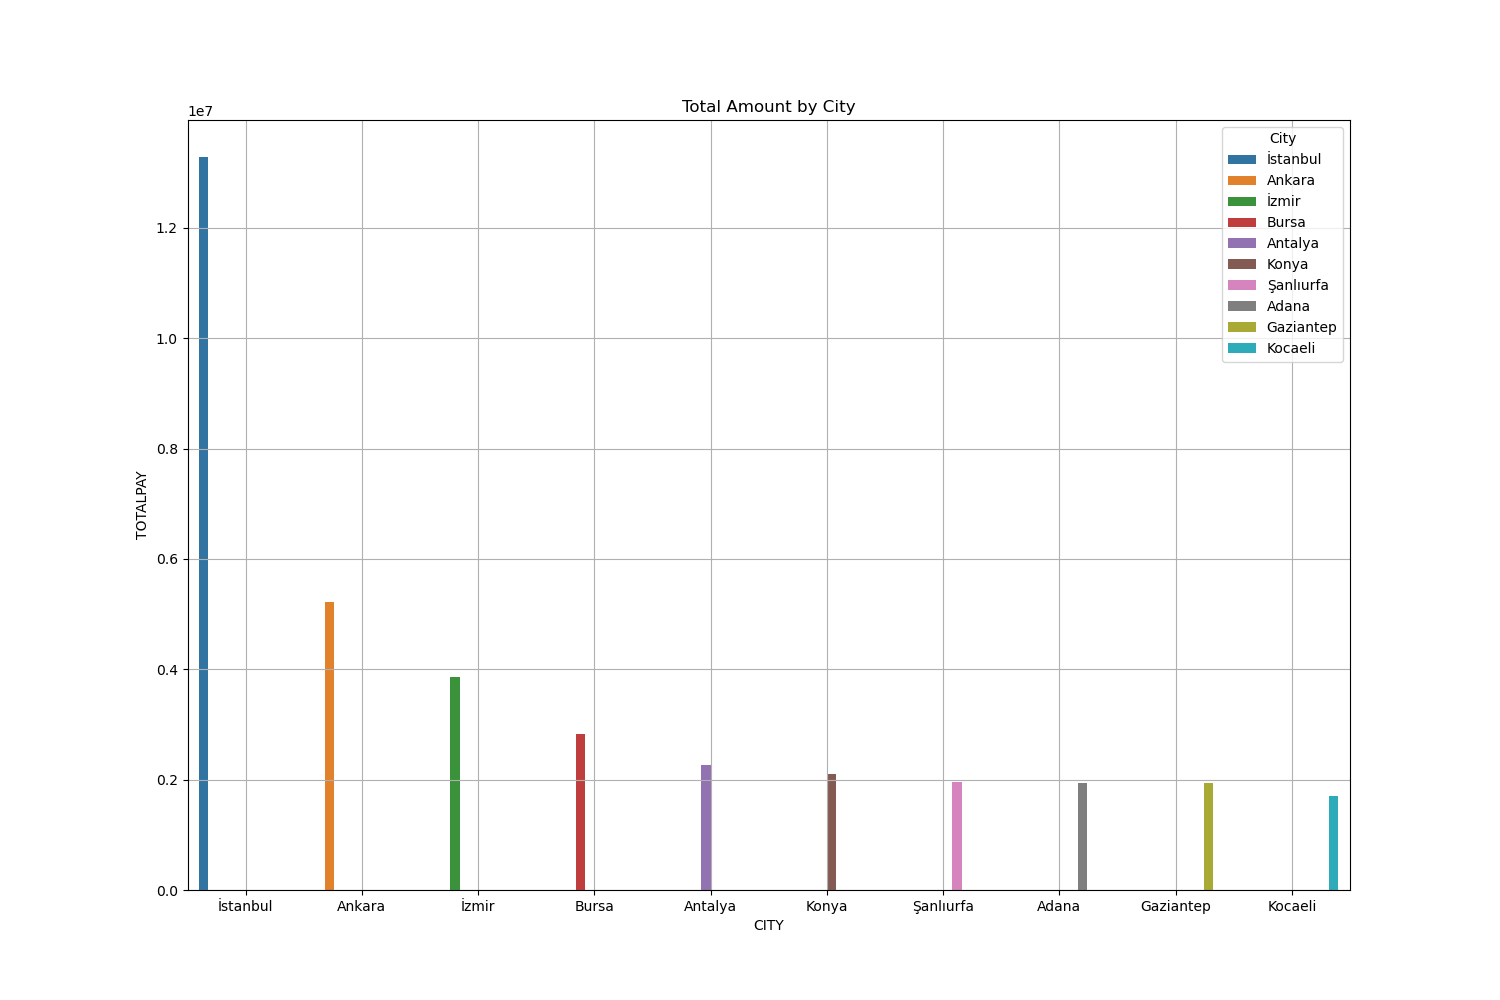 Total Amount by City
1e7
City
İstanbul
Ankara
İzmir
Bursa
Antalya
Konya
Şanlıurfa
Adana
Gaziantep
Kocaeli
1.2
1.0
0.8
0.6
0.4
0.2
0.0
TOTALPAY
İstanbul Ankara İzmir Bursa Antalya Konya Şanlıurfa Adana Gaziantep Kocaeli
CITY